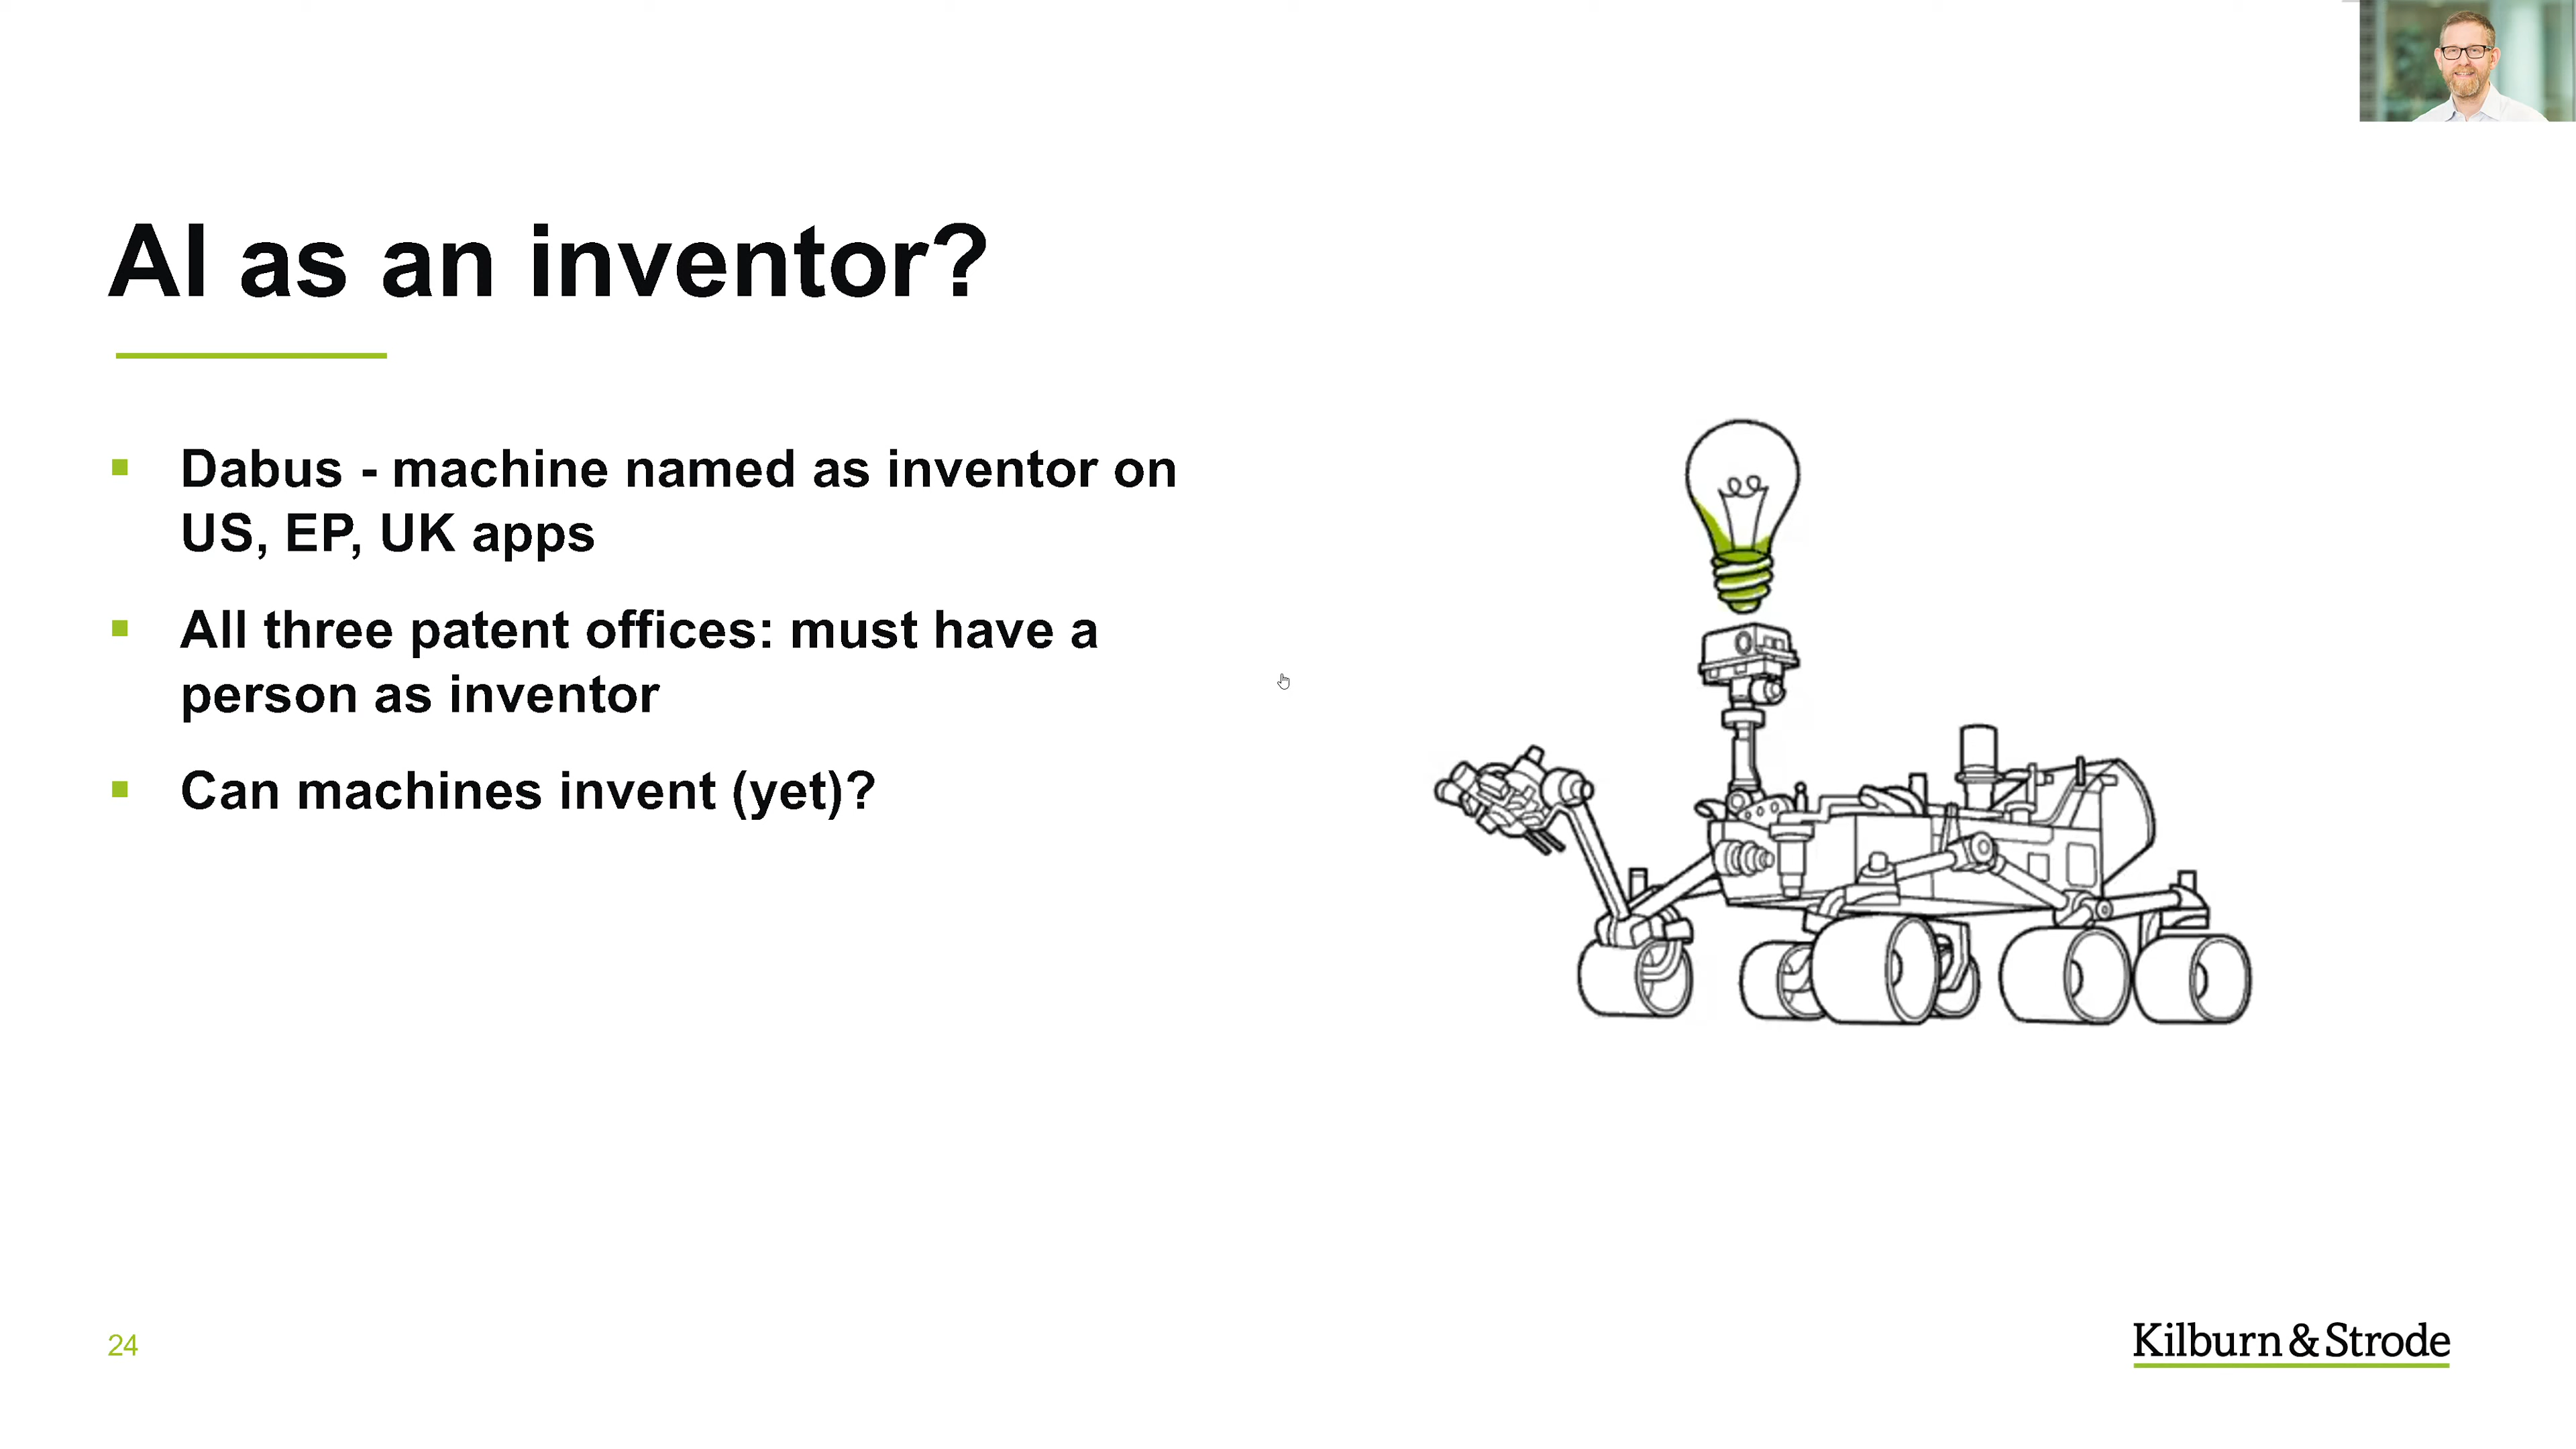 AI as an inventor?
Dabus - machine named as inventor on
US, EP, UK apps
All three patent offices: must have a
person as inventor
Can machines invent (yet)?
24
Kilburn & Strode